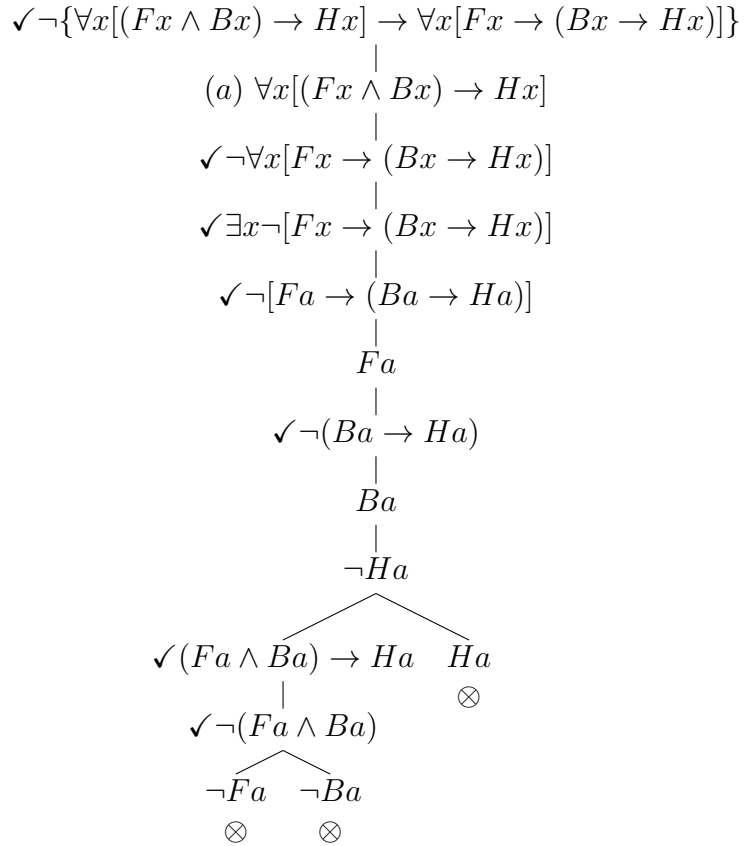 ✓¬{∀x[(Fx ∧ Bx) → Hx] → ∀x[Fx → (Bx → Hx)]}
(a) ∀x[(Fx ∧ Bx) → Hx]
✓¬∀x[Fx → (Bx → Hx)]
✓∃x¬[Fx → (Bx → Hx)]
✓¬[Fa → (Ba → Ha)]
Fa
✓¬(Ba → Ha)
Ba
¬Ha
✓(Fa ∧ Ba) → Ha Ha
⊗
✓¬(Fa ∧ Ba)
¬Fa ¬Ba
⊗ ⊗